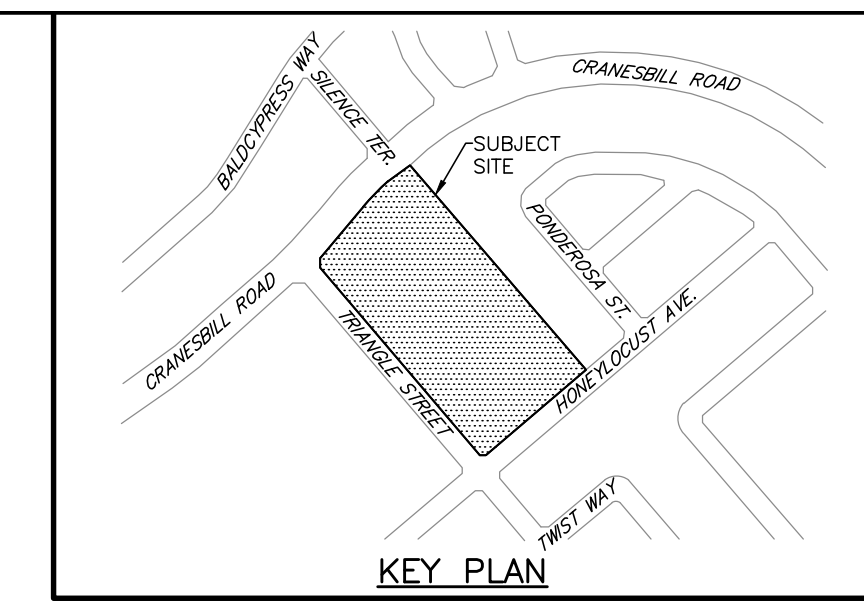 BALDCYPRESS WAY
SILENCE TER.
CRANESBILL ROAD
SUBJECT
SITE
PONDEROSA ST.
CRANESBILL ROAD
TRIANGLE STREET
HONEYLOCUST AVE.
TWIST WAY
KEY PLAN